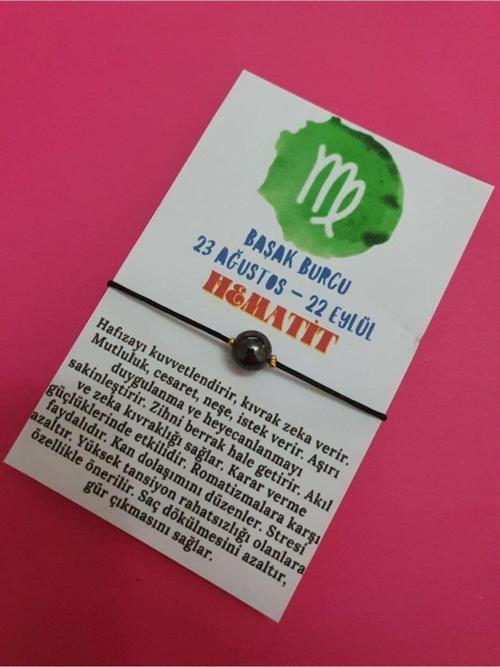 BAŞAK BURCU
23 AĞUSTOS - 22 EYLÜL
HEMATİT
Hafızayı kuvvetlendirir, kıvrak zeka verir.
Mutluluk, cesaret, neşe, istek verir. Aşırı
duygulanma ve heyecanlanmayı
sakinleştirir. Zihni berrak hale getirir. Akıl
ve zeka kıvraklığı sağlar. Karar verme
güçlüklerinde etkilidir. Romatizmalara karşı
faydalıdır. Kan dolaşımını düzenler. Stresi
azaltır. Yüksek tansiyon rahatsızlığı olanlara
özellikle önerilir. Saç dökülmesini azaltır,
gür çıkmasını sağlar.